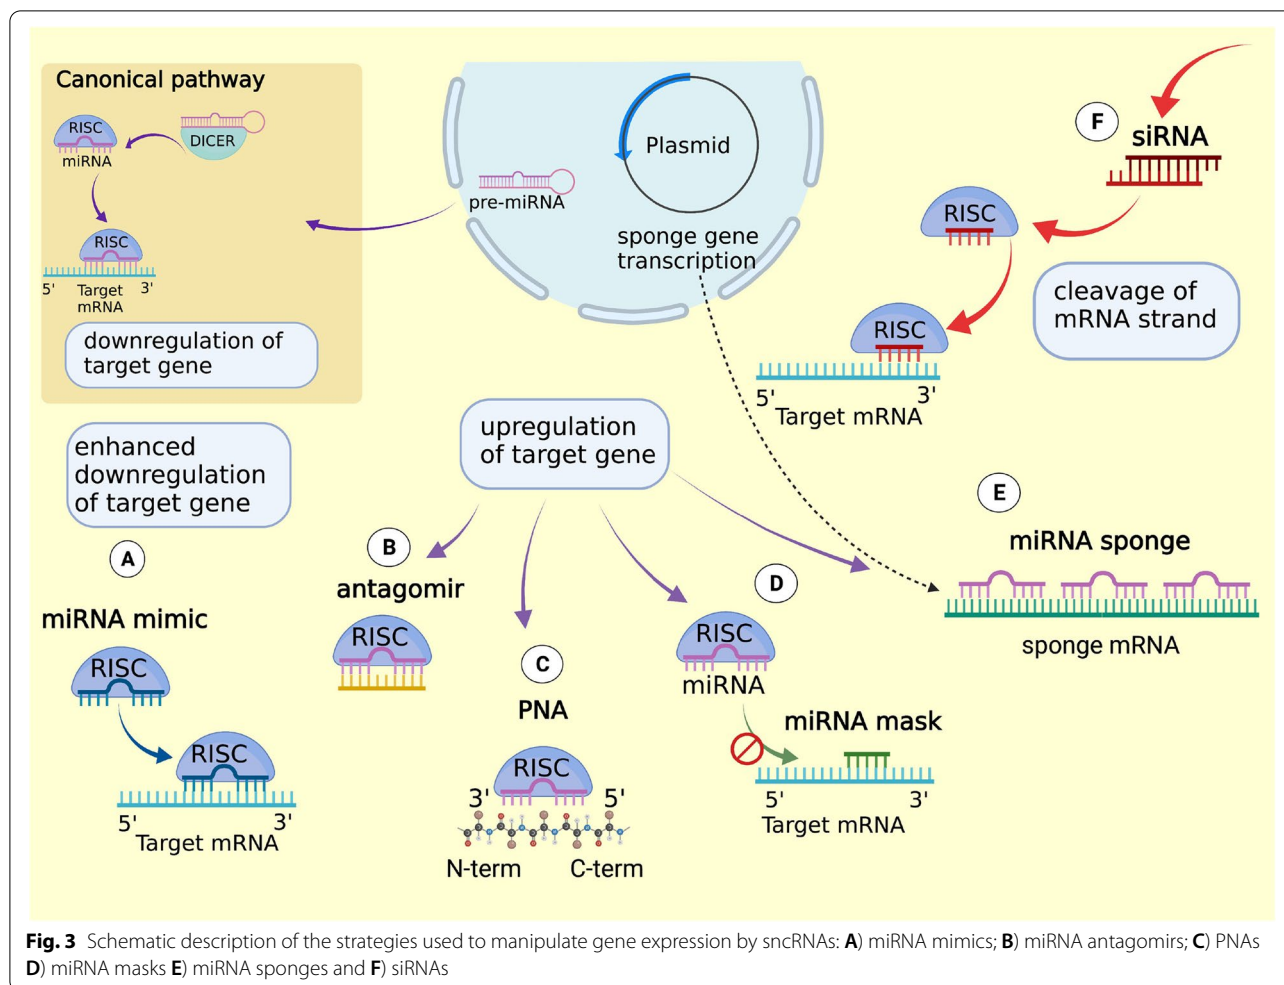 Canonical pathway
RISC
miRNA
DICER
RISC
5'
Target
mRNA
3'
downregulation of
target gene
Plasmid
pre-miRNA
sponge gene
transcription
F
siRNA
RISC
cleavage of
mRNA strand
RISC
5'
3'
Target mRNA
enhanced
downregulation
of target gene
upregulation
of target gene
A
miRNA mimic
RISC
RISC
5'
3'
Target mRNA
B
antagomir
RISC
C
PNA
RISC
3'
5'
N-term
C-term
D
RISC
miRNA
miRNA mask
5'
3'
Target mRNA
E
miRNA sponge
sponge mRNA
Fig. 3 Schematic description of the strategies used to manipulate gene expression by sncRNAs: A) miRNA mimics; B) miRNA antagomirs; C) PNAs
D) miRNA masks E) miRNA sponges and F) siRNAs